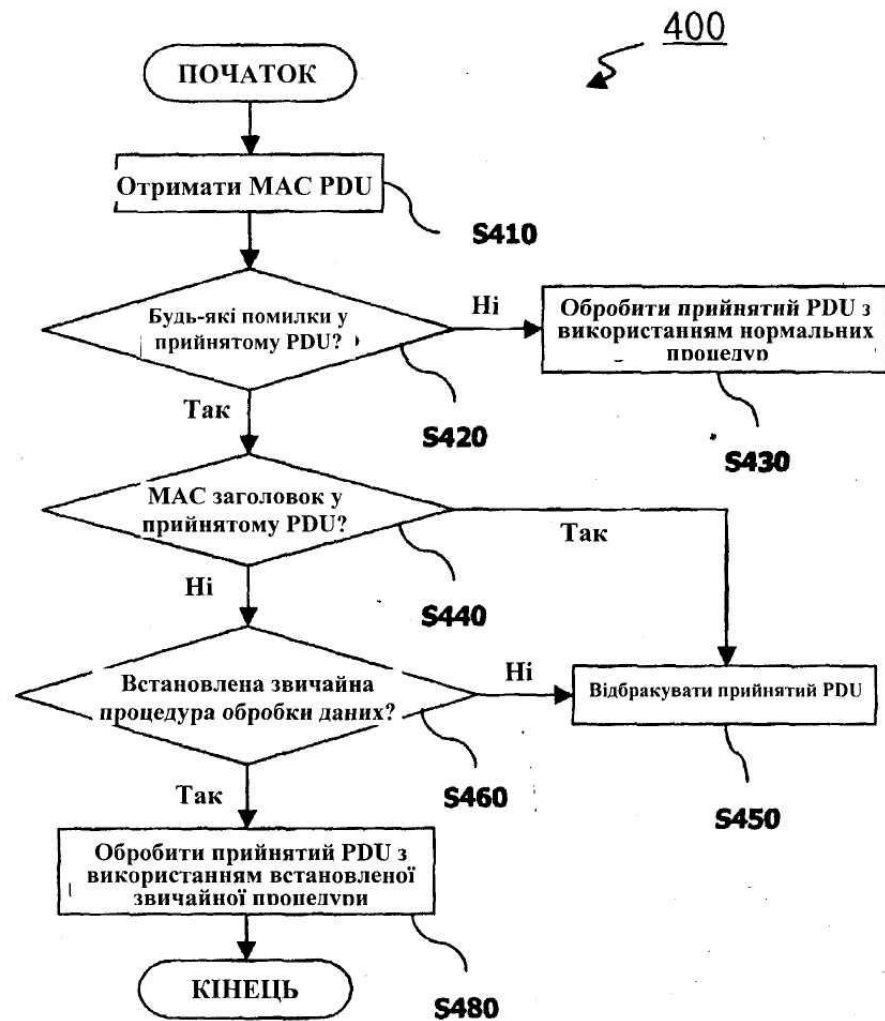 400
ПОЧАТОК
Отримати МАС PDU
S410
Будь-які помилки у
прийнятому PDU?
Ні
Обробити прийнятий PDU з
використанням нормальних
процедур
Так
S420
S430
МАС заголовок у
прийнятому PDU?
Так
Ні
S440
Встановлена звичайна
процедура обробки даних?
Ні
Відбракувати прийнятий PDU
Так
S460
S450
Обробити прийнятий PDU з
використанням встановленої
звичайної процедури
КІНЕЦЬ
S480